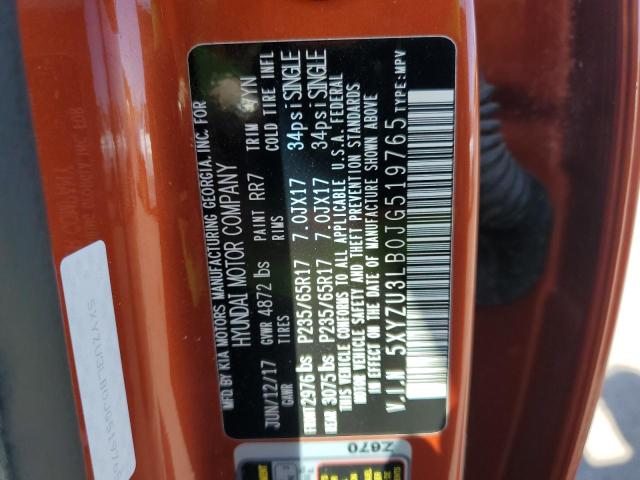 MFD BY KIA MOTORS MANUFACTURING GEORGIA, INC. FOR
HYUNDAI MOTOR COMPANY
JUN/12/17 GVWR 4872 lbs PAINT RR7 TRIM YYN
GAWR TIRES RIMS COLD TIRE INFL
FRONT 2976 lbs P235/65R17 7.0JX17 34psi SINGLE
REAR 3075 lbs P235/65R17 7.0JX17 34psi SINGLE
THIS VEHICLE CONFORMS TO ALL APPLICABLE U.S.A. FEDERAL
MOTOR VEHICLE SAFETY AND THEFT PREVENTION STANDARDS
IN EFFECT ON THE DATE OF MANUFACTURE SHOWN ABOVE
V.I.N 5XYZU3LB0JG519765 TYPE:MPV
Z670